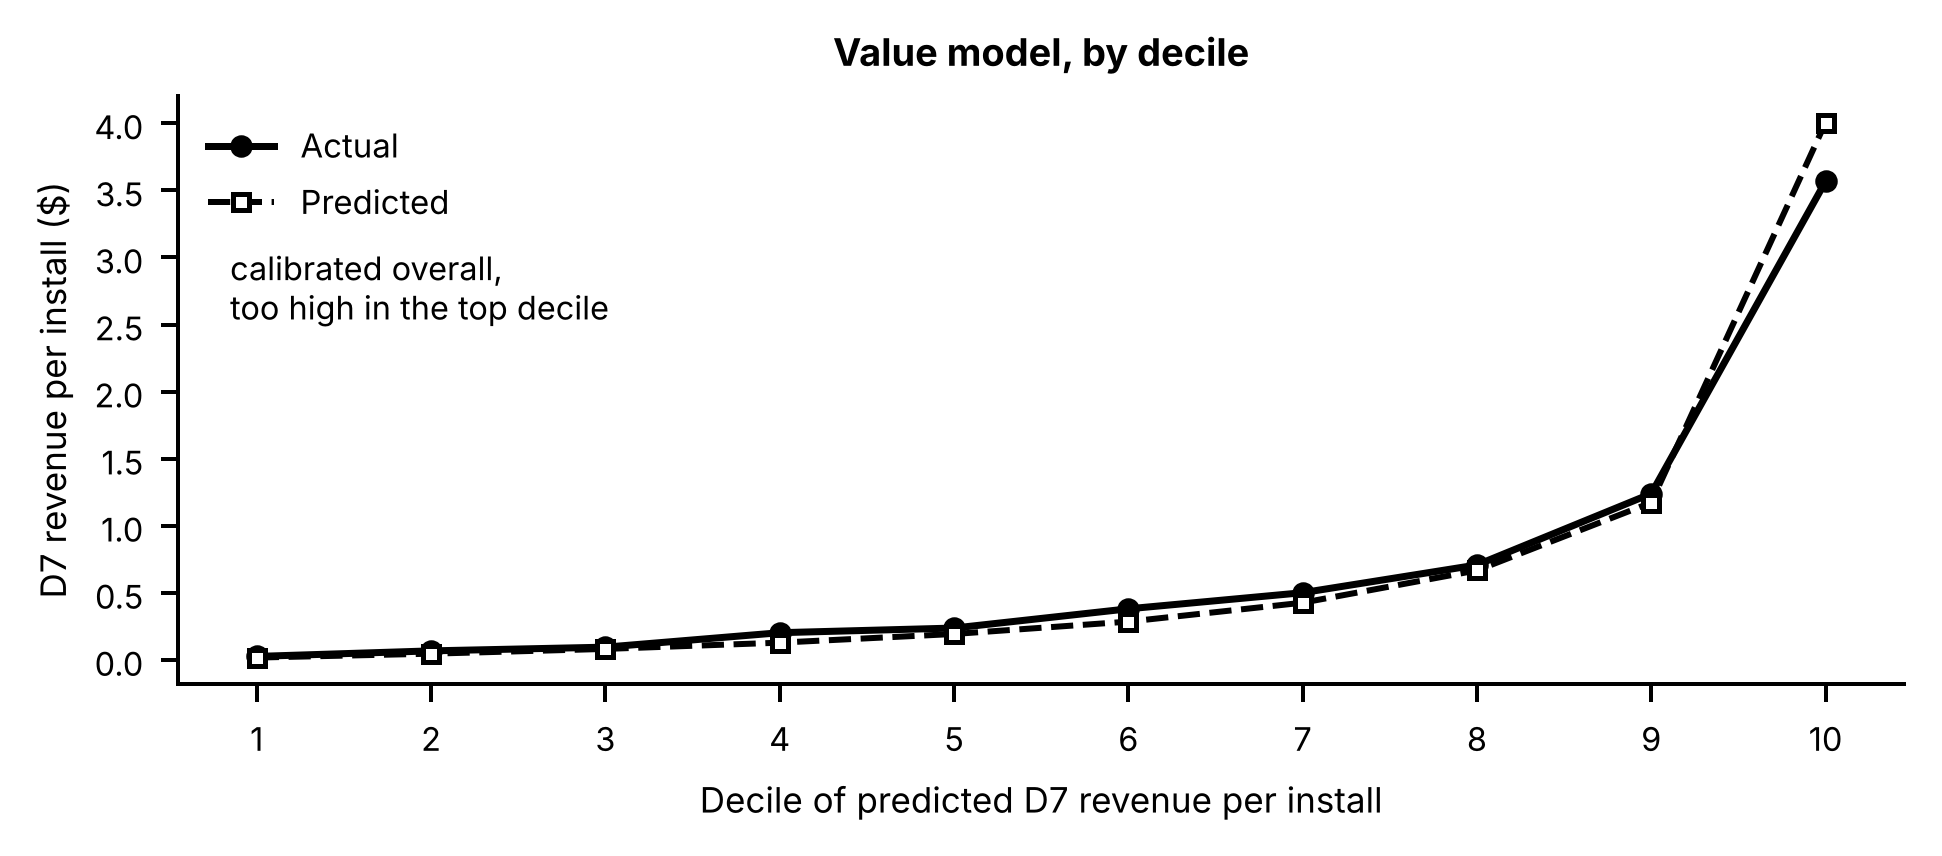 Value model, by decile
Actual
Predicted
calibrated overall,
too high in the top decile
D7 revenue per install ($)
4.0
3.5
3.0
2.5
2.0
1.5
1.0
0.5
0.0
1 2 3 4 5 6 7 8 9 10
Decile of predicted D7 revenue per install